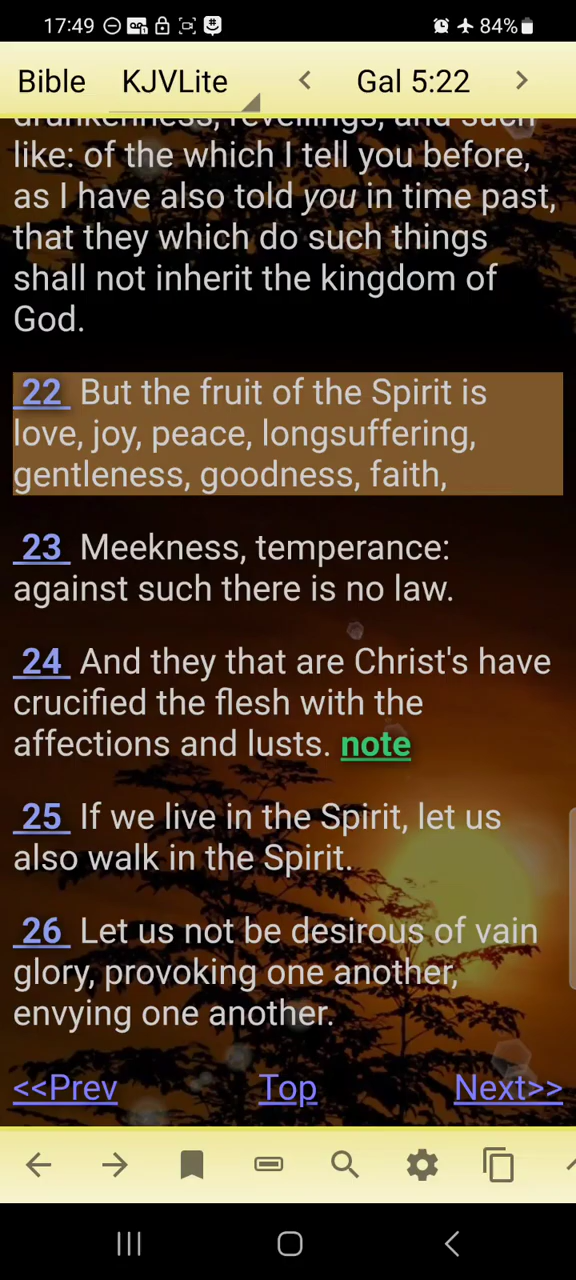 17:49 84%
Bible KJVLite < Gal 5:22 >
drunkenness, revellings, and such
like: of the which I tell you before,
as I have also told you in time past,
that they which do such things
shall not inherit the kingdom of
God.
22 But the fruit of the Spirit is
love, joy, peace, longsuffering,
gentleness, goodness, faith,
23 Meekness, temperance:
against such there is no law.
24 And they that are Christ's have
crucified the flesh with the
affections and lusts. note
25 If we live in the Spirit, let us
also walk in the Spirit.
26 Let us not be desirous of vain
glory, provoking one another,
envying one another.
<<Prev Top Next>>